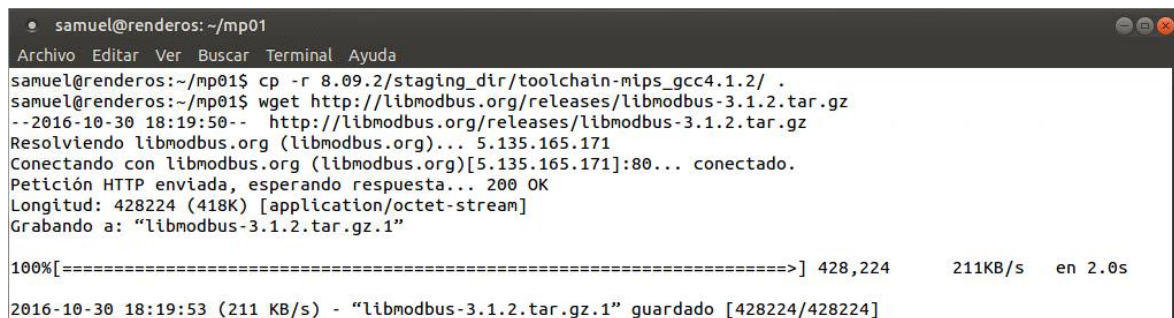 samuel@renderos: ~/mp01
Archivo Editar Ver Buscar Terminal Ayuda
samuel@renderos:~/mp01$ cp -r 8.09.2/staging_dir/toolchain-mips_gcc4.1.2/ .
samuel@renderos:~/mp01$ wget http://libmodbus.org/releases/libmodbus-3.1.2.tar.gz
--2016-10-30 18:19:50--  http://libmodbus.org/releases/libmodbus-3.1.2.tar.gz
Resolviendo libmodbus.org (libmodbus.org)... 5.135.165.171
Conectando con libmodbus.org (libmodbus.org)[5.135.165.171]:80... conectado.
Petición HTTP enviada, esperando respuesta... 200 OK
Longitud: 428224 (418K) [application/octet-stream]
Grabando a: “libmodbus-3.1.2.tar.gz.1”
100%[=======================================================================>] 428,224     211KB/s   en 2.0s
2016-10-30 18:19:53 (211 KB/s) - “libmodbus-3.1.2.tar.gz.1” guardado [428224/428224]